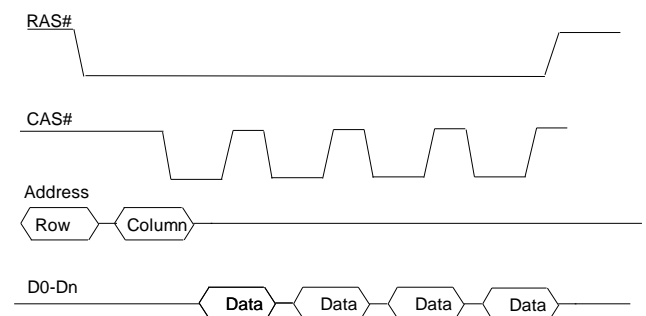 RAS#
CAS#
Address
Row Column
D0-Dn
Data Data Data Data